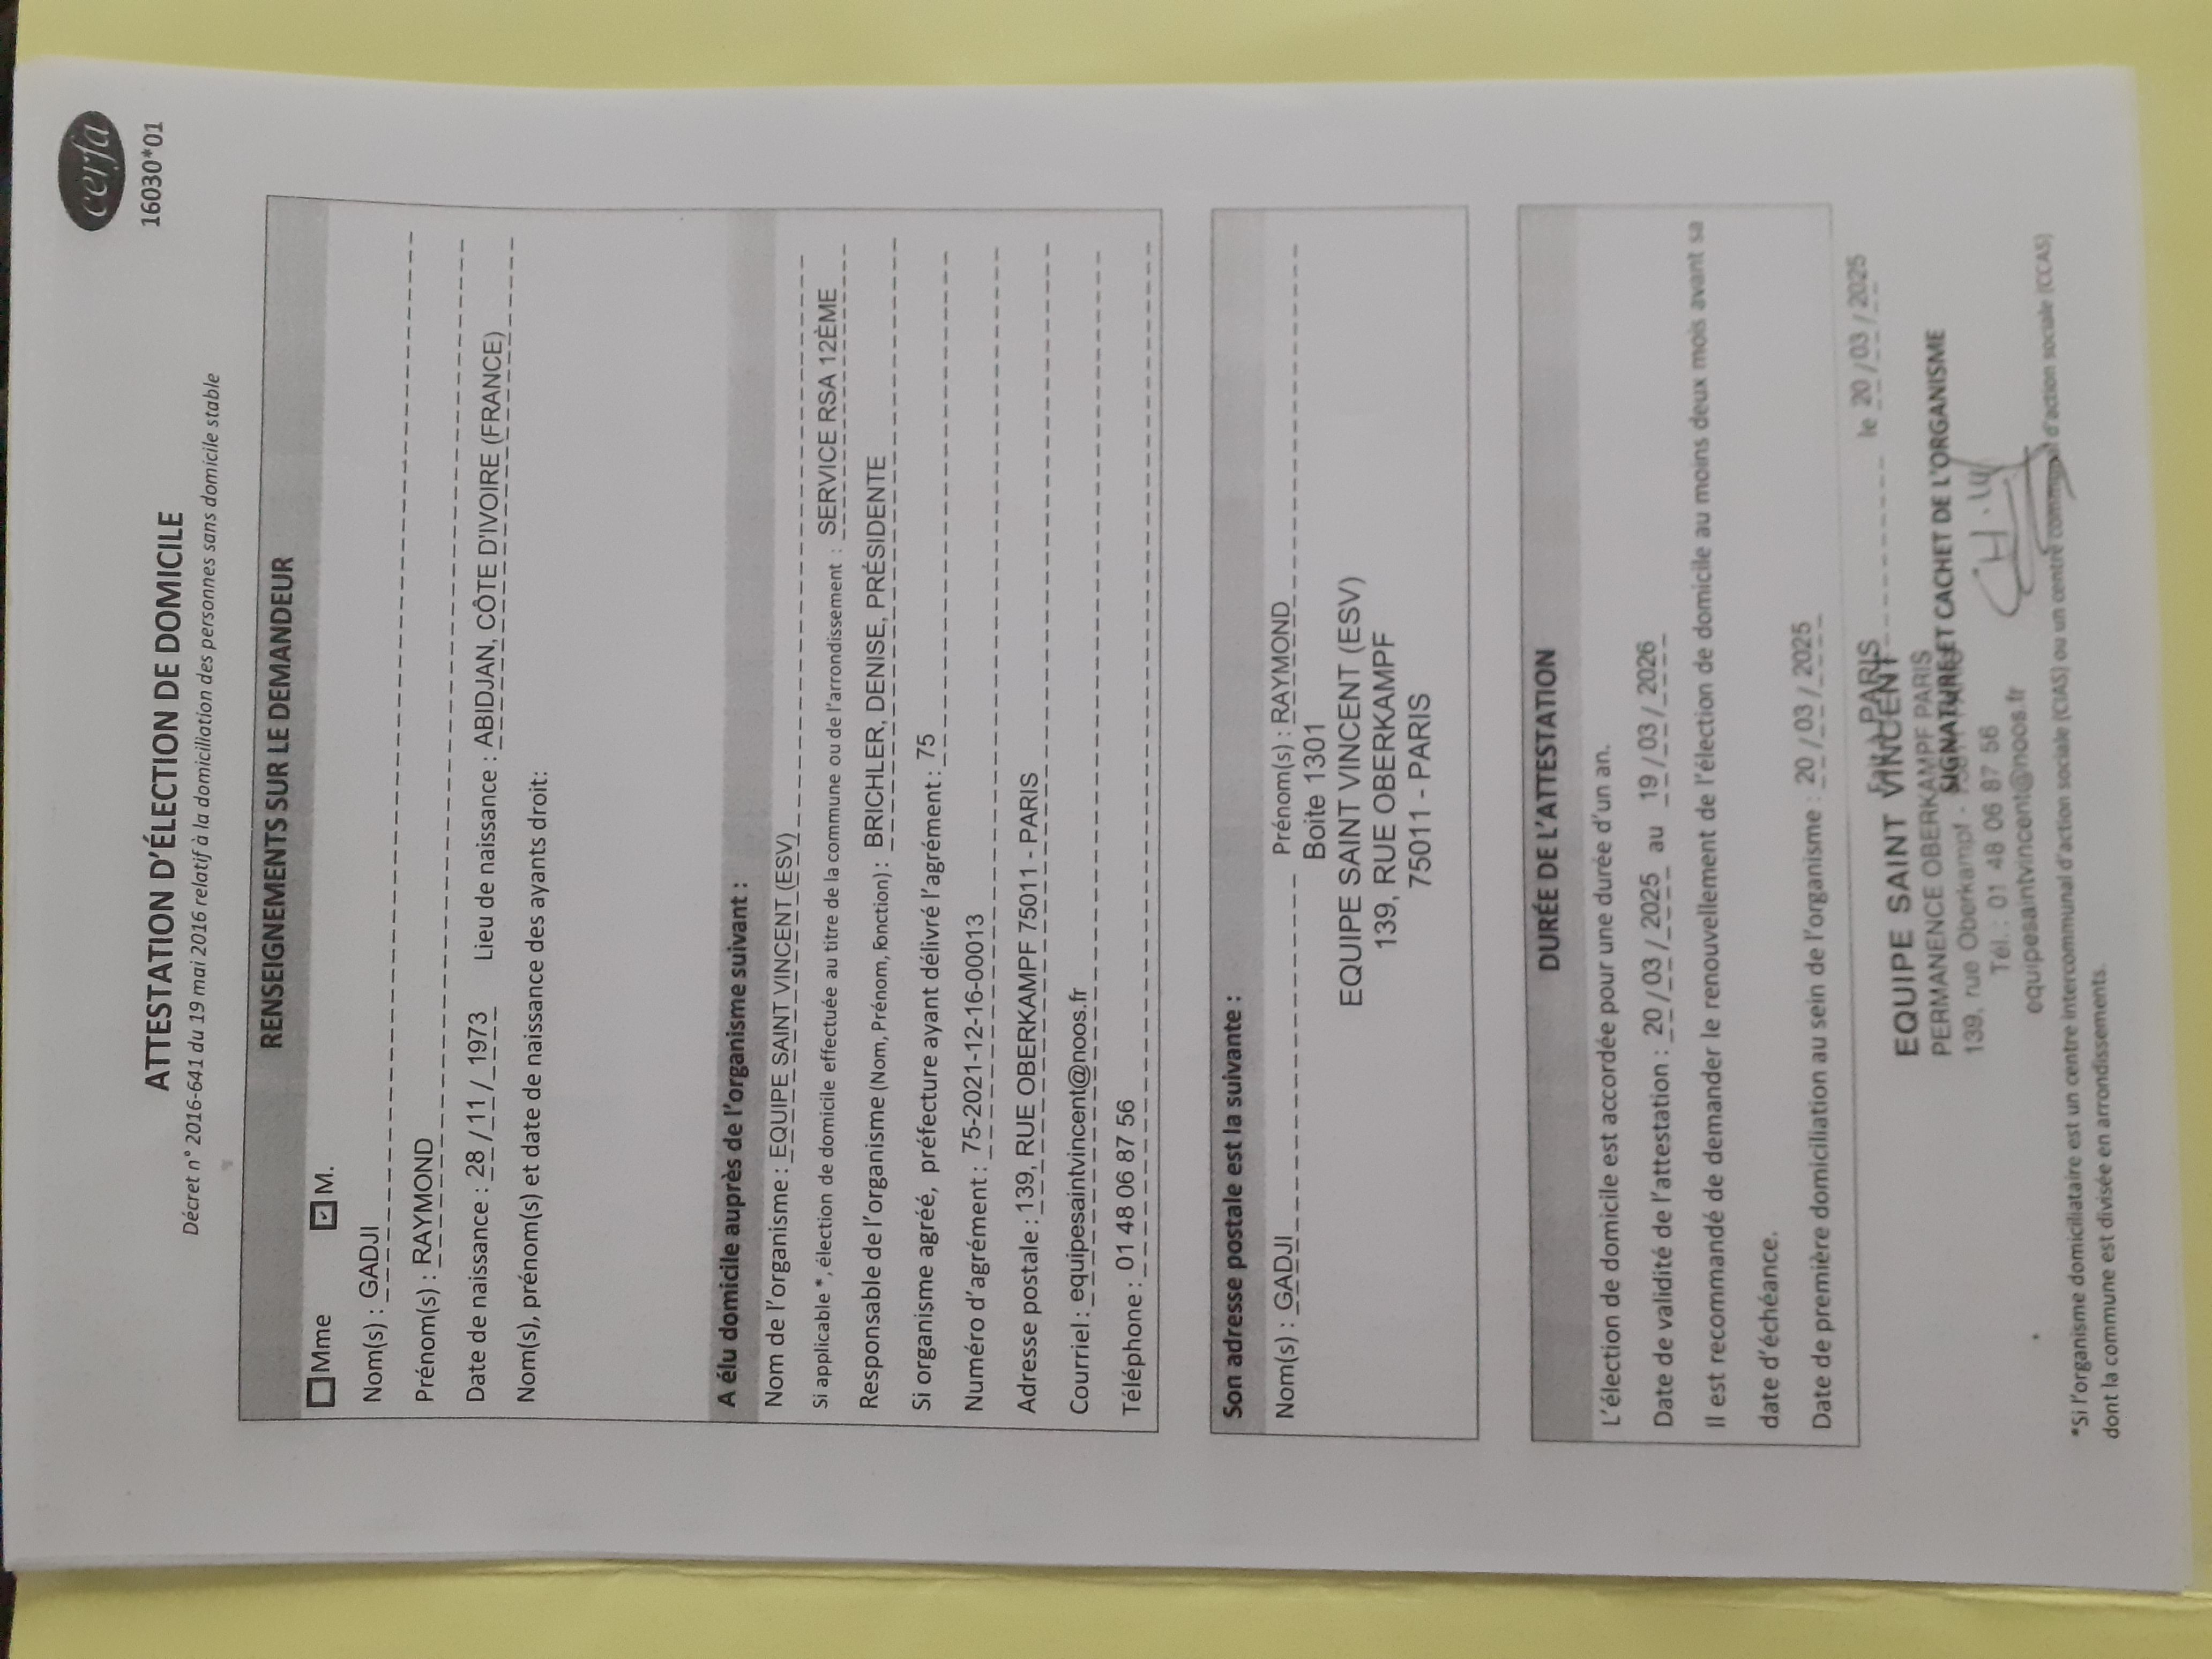 cerfa
16030*01
ATTESTATION D'ÉLECTION DE DOMICILE
Décret n° 2016-641 du 19 mai 2016 relatif à la domiciliation des personnes sans domicile stable
RENSEIGNEMENTS SUR LE DEMANDEUR
Mme M.
Nom(s) : GADJI
Prénom(s) : RAYMOND
Date de naissance : 28 / 11 / 1973 Lieu de naissance : ABIDJAN, CÔTE D'IVOIRE (FRANCE)
Nom(s), prénom(s) et date de naissance des ayants droit:
A élu domicile auprès de l'organisme suivant :
Nom de l'organisme : EQUIPE SAINT VINCENT (ESV)
Si applicable *, élection de domicile effectuée au titre de la commune ou de l'arrondissement : SERVICE RSA 12ÈME
Responsable de l'organisme (Nom, Prénom, Fonction) : BRICHLER, DENISE, PRÉSIDENTE
Si organisme agréé, préfecture ayant délivré l'agrément : 75
Numéro d'agrément : 75-2021-12-16-00013
Adresse postale : 139, RUE OBERKAMPF 75011 - PARIS
Courriel : equipesaintvincent@noos.fr
Téléphone : 01 48 06 87 56
Son adresse postale est la suivante :
Nom(s) : GADJI Prénom(s) : RAYMOND
Boite 1301
EQUIPE SAINT VINCENT (ESV)
139, RUE OBERKAMPF
75011 - PARIS
DURÉE DE L'ATTESTATION
L'élection de domicile est accordée pour une durée d'un an.
Date de validité de l'attestation : 20 / 03 / 2025 au 19 / 03 / 2026
Il est recommandé de demander le renouvellement de l'élection de domicile au moins deux mois avant sa
date d'échéance.
Date de première domiciliation au sein de l'organisme : 20 / 03 / 2025
Fait à PARIS le 20 / 03 / 2025
EQUIPE SAINT VINCENT
PERMANENCE OBERKAMPF PARIS
SIGNATURE ET CACHET DE L'ORGANISME
139, rue Oberkampf - 75011 PARIS
Tél. : 01 48 06 87 56
equipesaintvincent@noos.fr
*Si l'organisme domiciliataire est un centre intercommunal d'action sociale (CIAS) ou un centre communal d'action sociale (CCAS)
dont la commune est divisée en arrondissements.